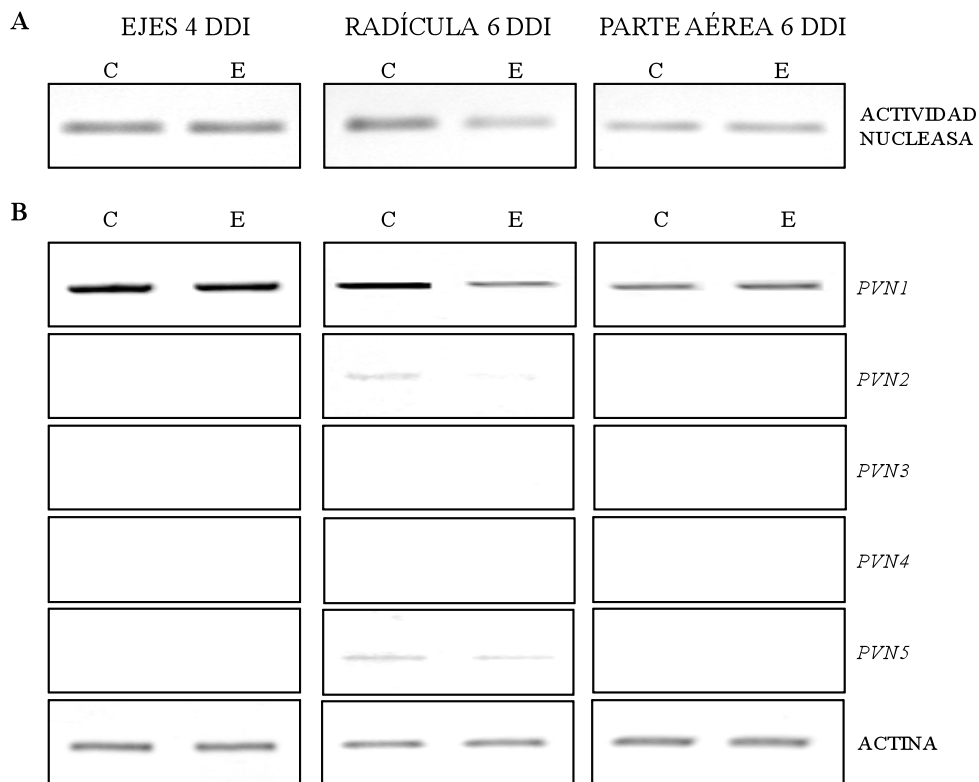 A
EJES 4 DDI RADÍCULA 6 DDI PARTE AÉREA 6 DDI
C E C E C E
ACTIVIDAD
NUCLEASA
B
C E C E C E
PVN1
PVN2
PVN3
PVN4
PVN5
ACTINA